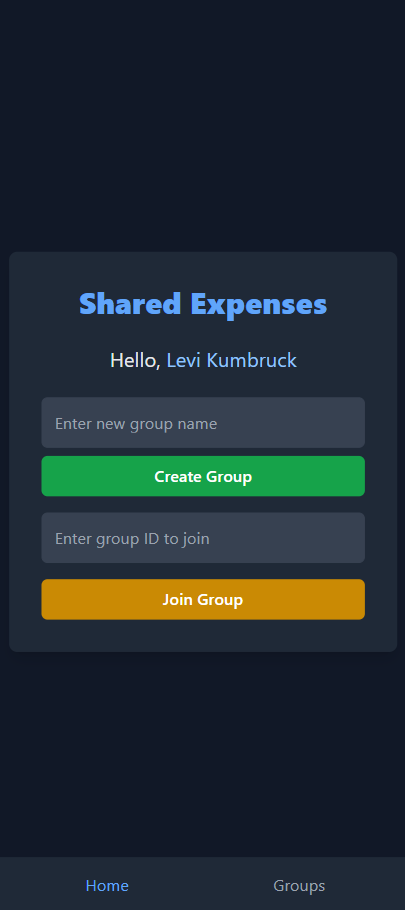 Shared Expenses
Hello, Levi Kumbruck
Enter new group name
Create Group
Enter group ID to join
Join Group
Home
Groups